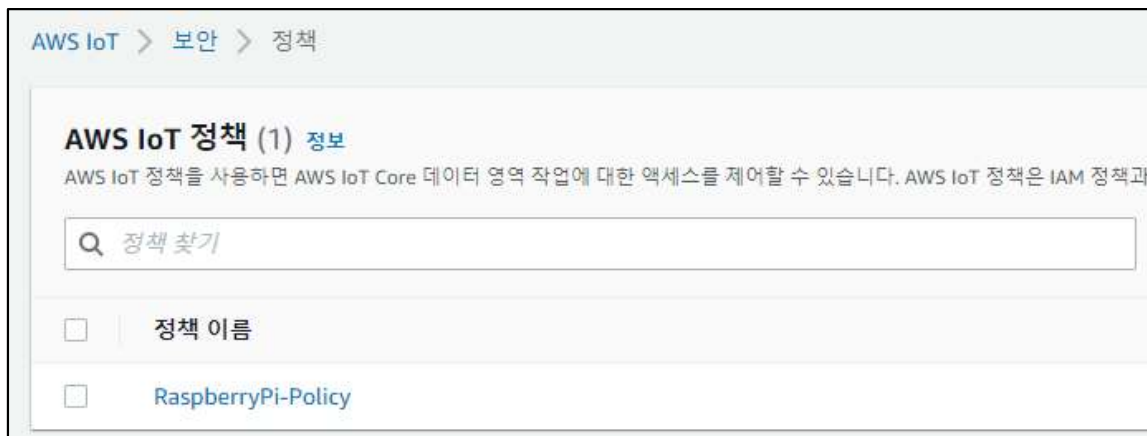 AWS IoT > 보안 > 정책
AWS IoT 정책 (1) 정보
AWS IoT 정책을 사용하면 AWS IoT Core 데이터 영역 작업에 대한 액세스를 제어할 수 있습니다. AWS IoT 정책은 IAM 정책과
정책 찾기
정책 이름
RaspberryPi-Policy